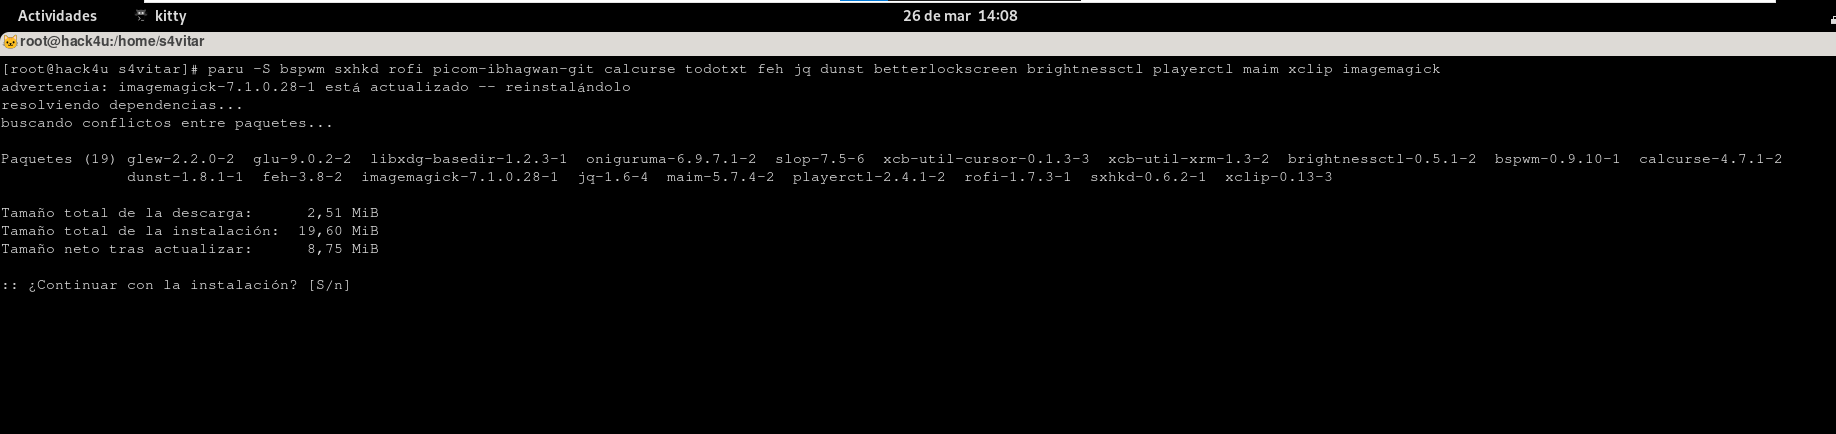 Actividades kitty 26 de mar 14:08
root@hack4u:/home/s4vitar
[root@hack4u s4vitar]# paru -S bspwm sxhkd rofi picom-ibhagwan-git calcurse todotxt feh jq dunst betterlockscreen brightnessctl playerctl maim xclip imagemagick
advertencia: imagemagick-7.1.0.28-1 está actualizado -- reinstalándolo
resolviendo dependencias...
buscando conflictos entre paquetes...
Paquetes (19) glew-2.2.0-2 glu-9.0.2-2 libxdg-basedir-1.2.3-1 oniguruma-6.9.7.1-2 slop-7.5-6 xcb-util-cursor-0.1.3-3 xcb-util-xrm-1.3-2 brightnessctl-0.5.1-2 bspwm-0.9.10-1 calcurse-4.7.1-2
dunst-1.8.1-1 feh-3.8-2 imagemagick-7.1.0.28-1 jq-1.6-4 maim-5.7.4-2 playerctl-2.4.1-2 rofi-1.7.3-1 sxhkd-0.6.2-1 xclip-0.13-3
Tamaño total de la descarga: 2,51 MiB
Tamaño total de la instalación: 19,60 MiB
Tamaño neto tras actualizar: 8,75 MiB
:: ¿Continuar con la instalación? [S/n]